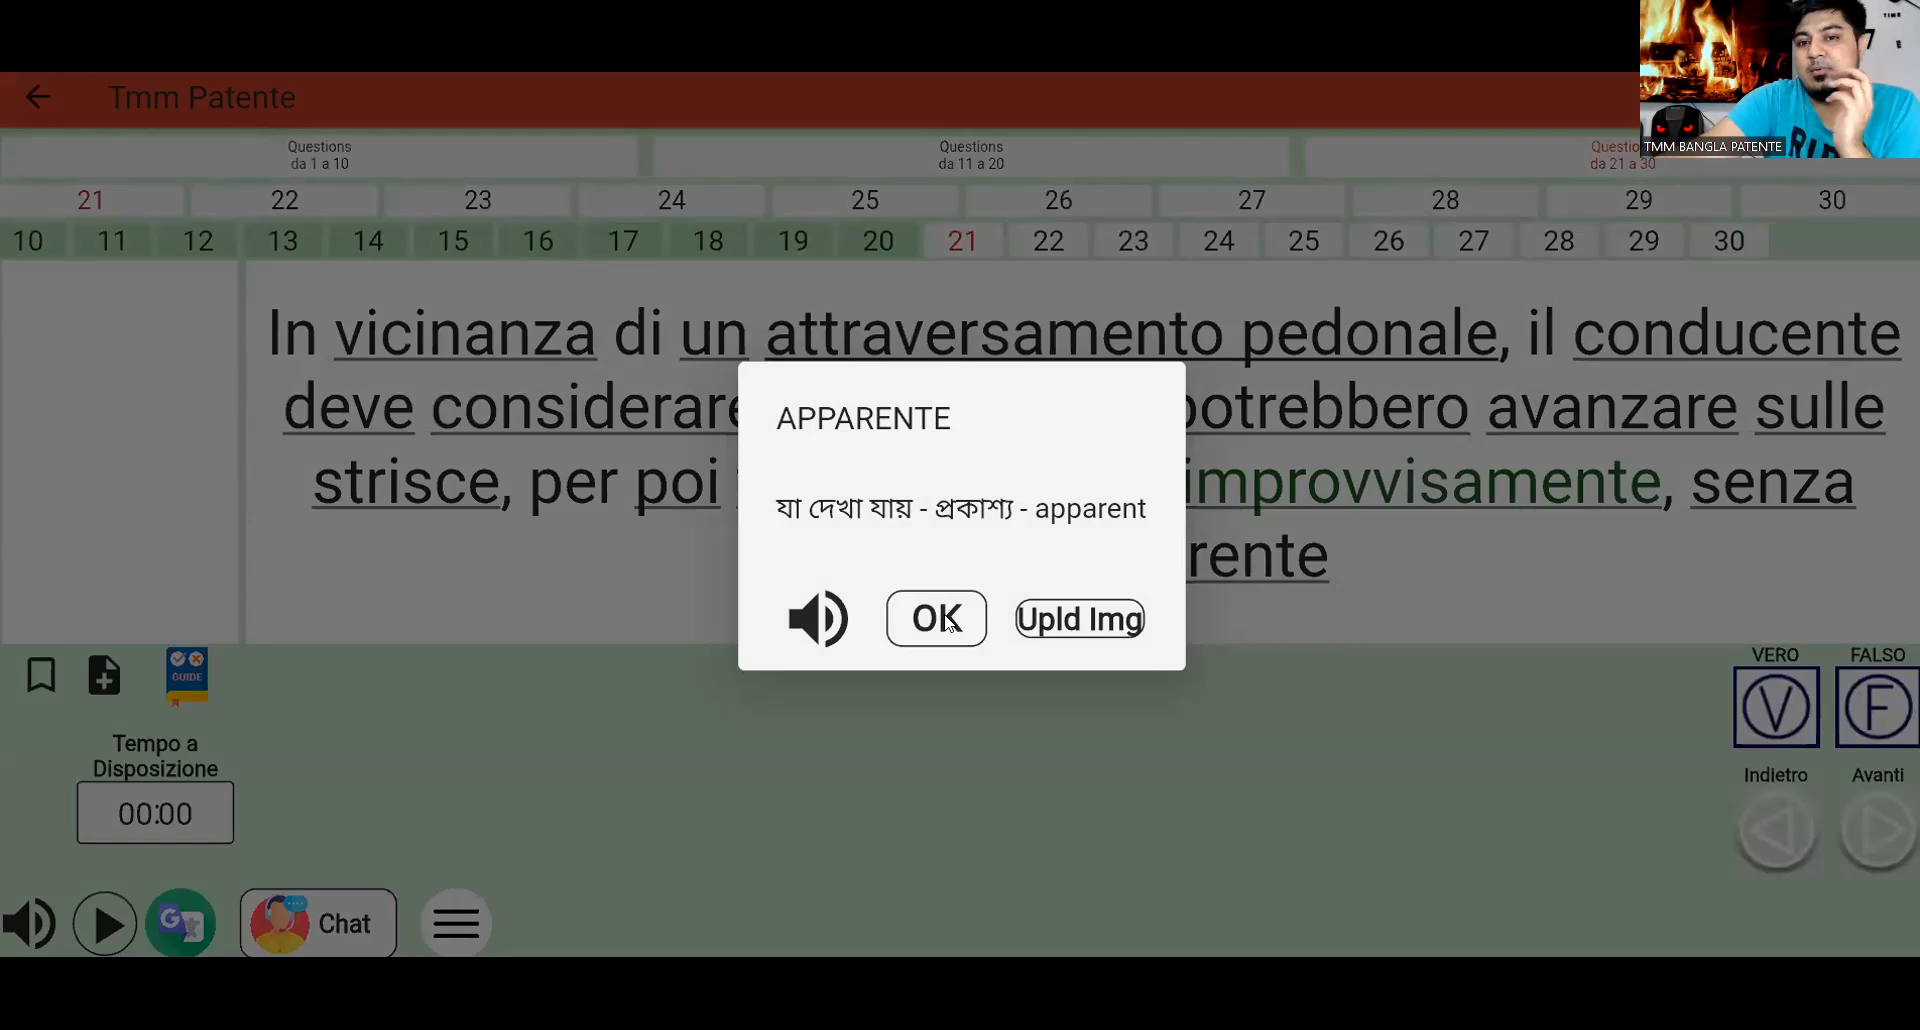 Tmm Patente
Questions
da 1 a 10
Questions
da 11 a 20
Questio
da 21 a 30
TMM BANGLA PATENTE
21 22 23 24 25 26 27 28 29 30
10 11 12 13 14 15 16 17 18 19 20 21 22 23 24 25 26 27 28 29 30
In vicinanza di un attraversamento pedonale, il conducente
deve considerare potrebbero avanzare sulle
strisce, per poi improvvisamente, senza
rente
APPARENTE
যা দেখা যায় - প্রকাশ্য - apparent
OK Upld Img
GUIDE
VERO FALSO
V F
Tempo a
Disposizione
00:00
Indietro Avanti
Chat